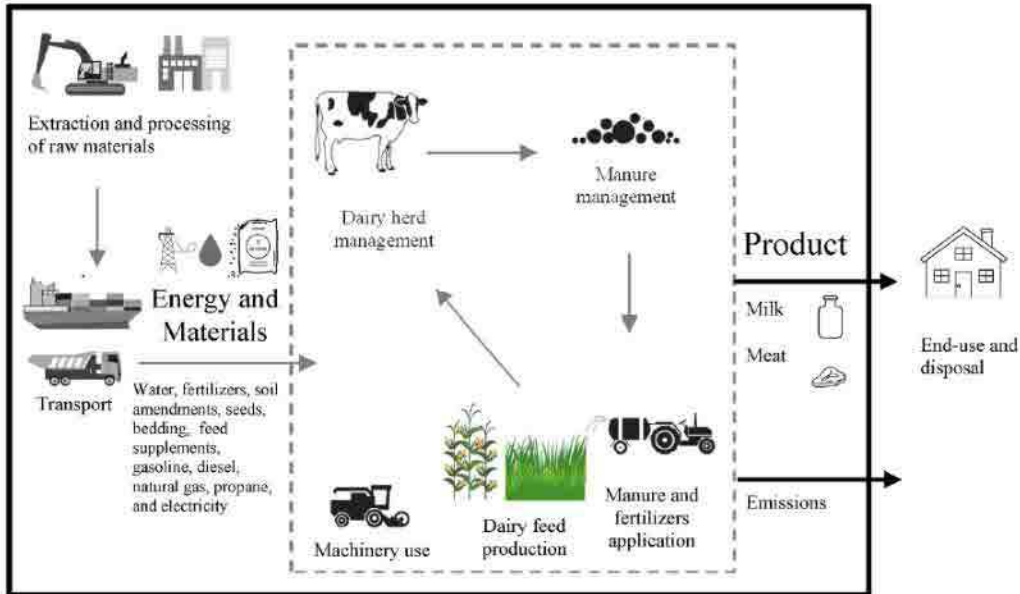 Extraction and processing
of raw materials
Transport
Energy and
Materials
Water, fertilizers, soil
amendments, seeds,
bedding, feed
supplements,
gasoline, diesel,
natural gas, propane,
and electricity
Dairy herd
management
Manure
management
Machinery use
Dairy feed
production
Manure and
fertilizers
application
Product
Milk
Meat
Emissions
End-use and
disposal